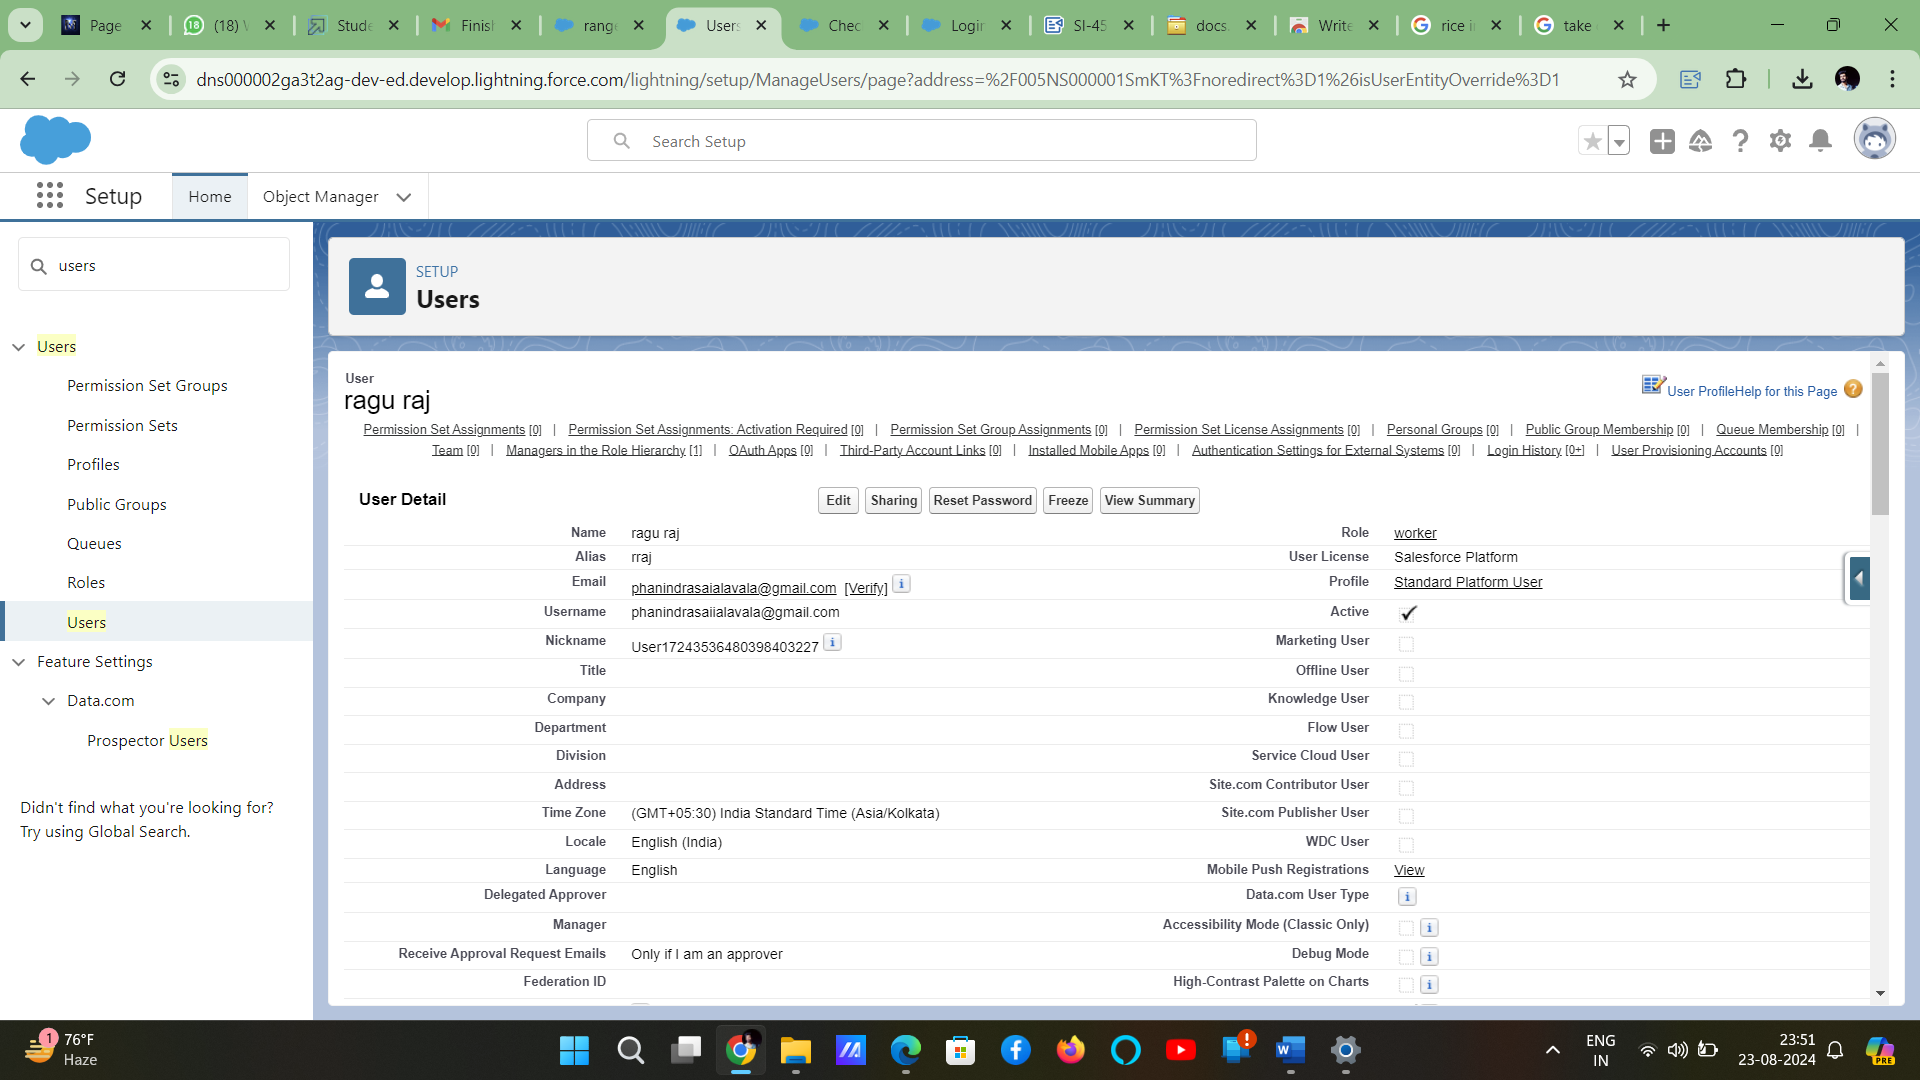 Page
(18) W
Stude
Finish
range
Users
Chec
Login
SI-45
docs.
Write
rice i
take
dns000002ga3t2ag-dev-ed.develop.lightning.force.com/lightning/setup/ManageUsers/page?address=%2F005NS000001SmKT%3Fnoredirect%3D1%26isUserEntityOverride%3D1
Search Setup
Setup
Home
Object Manager
users
Users
Permission Set Groups
Permission Sets
Profiles
Public Groups
Queues
Roles
Users
Feature Settings
Data.com
Prospector Users
Didn't find what you're looking for?
Try using Global Search.
SETUP
Users
User
ragu raj
User ProfileHelp for this Page ?
Permission Set Assignments [0] | Permission Set Assignments: Activation Required [0] | Permission Set Group Assignments [0] | Permission Set License Assignments [0] | Personal Groups [0] | Public Group Membership [0] | Queue Membership [0] |
Team [0] | Managers in the Role Hierarchy [1] | OAuth Apps [0] | Third-Party Account Links [0] | Installed Mobile Apps [0] | Authentication Settings for External Systems [0] | Login History [0+] | User Provisioning Accounts [0]
User Detail
Edit Sharing Reset Password Freeze View Summary
Name ragu raj Role worker
Alias rraj User License Salesforce Platform
Email phanindrasaialavala@gmail.com [Verify] i Profile Standard Platform User
Username phanindrasaiialavala@gmail.com Active
Nickname User17243536480398403227 i Marketing User
Title Offline User
Company Knowledge User
Department Flow User
Division Service Cloud User
Address Site.com Contributor User
Time Zone (GMT+05:30) India Standard Time (Asia/Kolkata) Site.com Publisher User
Locale English (India) WDC User
Language English Mobile Push Registrations View
Delegated Approver Data.com User Type i
Manager Accessibility Mode (Classic Only) i
Receive Approval Request Emails Only if I am an approver Debug Mode i
Federation ID High-Contrast Palette on Charts i
1
76°F
Haze
ENG
IN
23:51
23-08-2024
PRE